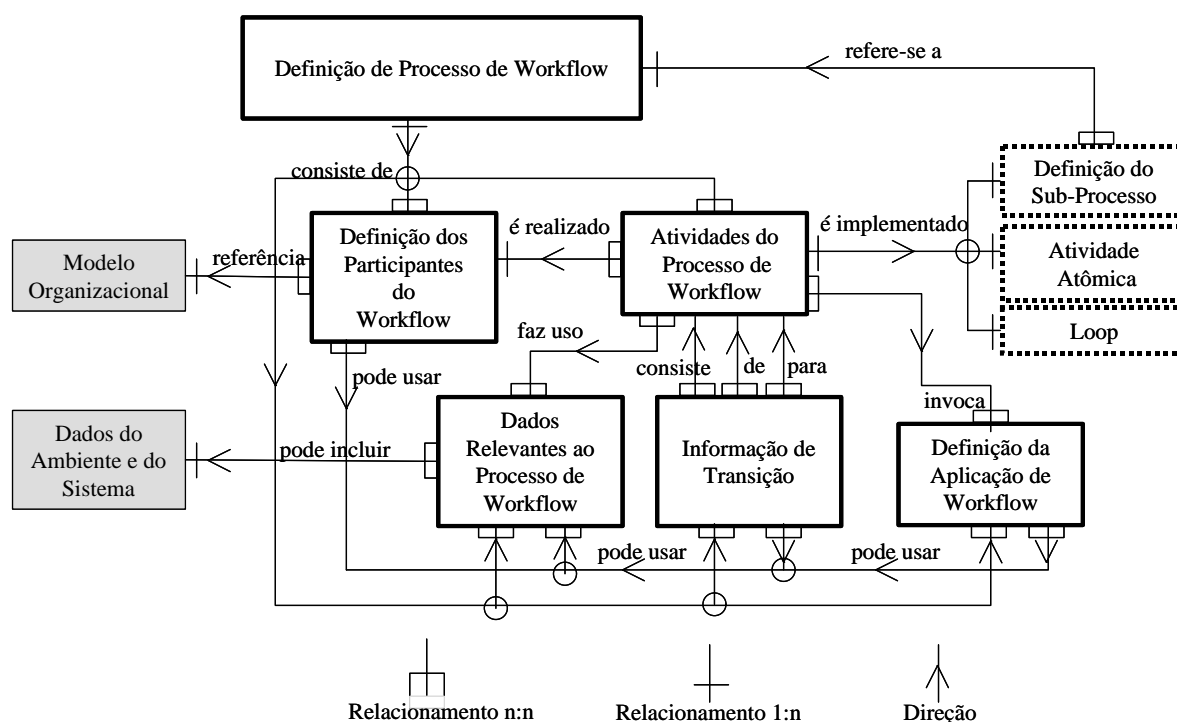 Definição de Processo de Workflow
refere-se a
consiste de
Definição do
Sub-Processo
Modelo
Organizacional
referência
Definição dos
Participantes
do
Workflow
é realizado
Atividades do
Processo de
Workflow
é implementado
Atividade
Atômica
Loop
faz uso
consiste
de
para
pode usar
invoca
Dados do
Ambiente e do
Sistema
pode incluir
Dados
Relevantes ao
Processo de
Workflow
Informação de
Transição
Definição da
Aplicação de
Workflow
pode usar
pode usar
Relacionamento n:n
Relacionamento 1:n
Direção